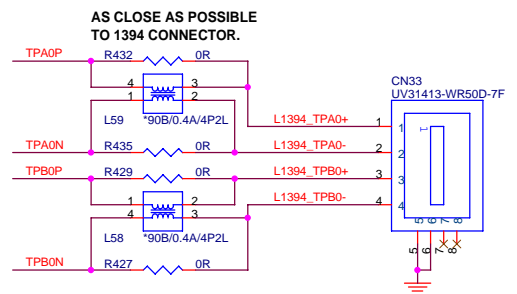 AS CLOSE AS POSSIBLE
TO 1394 CONNECTOR.
TPA0P
R432 0R
4 3
1 2
L59 *90B/0.4A/4P2L
TPA0N
R435 0R
TPB0P
R429 0R
1 2
4 3
L58 *90B/0.4A/4P2L
TPB0N
R427 0R
L1394_TPA0+
L1394_TPA0-
L1394_TPB0+
L1394_TPB0-
CN33
UV31413-WR50D-7F
1 1 1
2 2
3 3
4 4
5 6 7 8
5 6 7 8